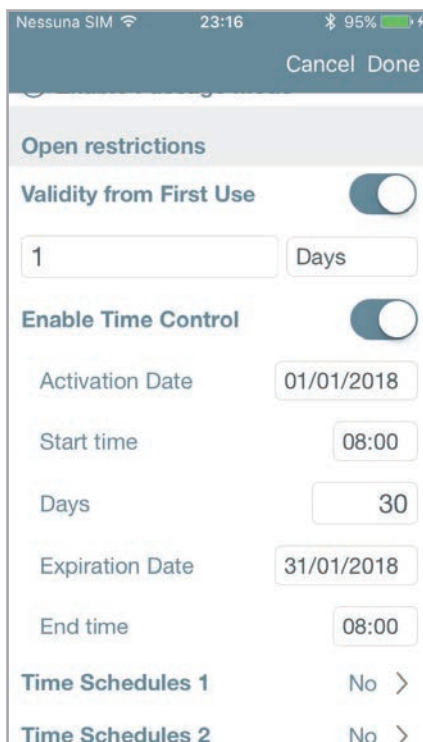 Nessuna SIM 23:16 95%
Cancel Done
Open restrictions
Validity from First Use
1 Days
Enable Time Control
Activation Date 01/01/2018
Start time 08:00
Days 30
Expiration Date 31/01/2018
End time 08:00
Time Schedules 1 No
Time Schedules 2 No